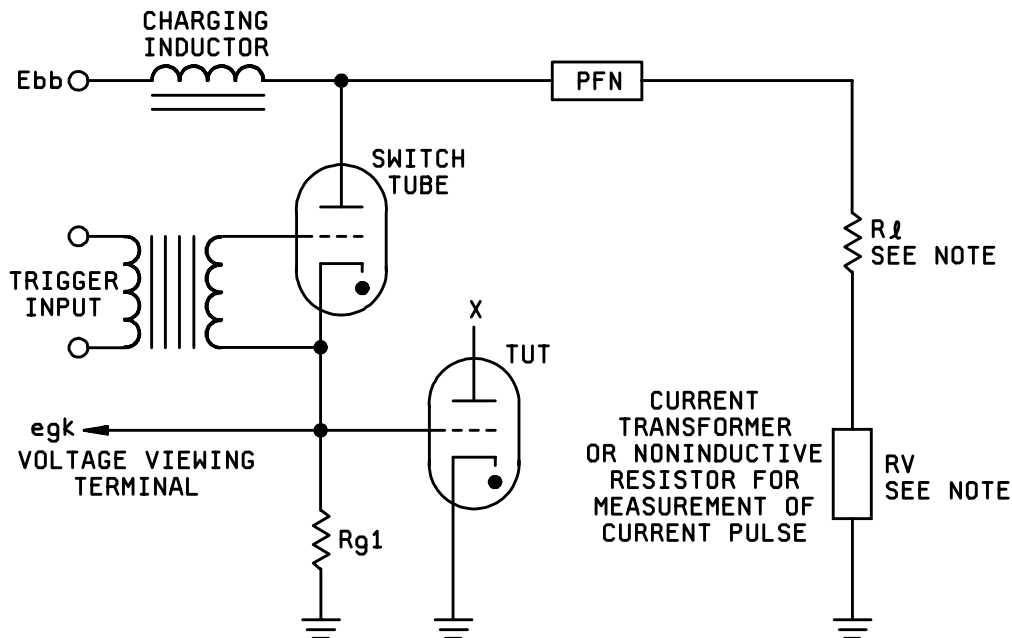 CHARGING
INDUCTOR
Ebb
PFN
SWITCH
TUBE
Rℓ
SEE NOTE
TRIGGER
INPUT
X
TUT
egk
VOLTAGE VIEWING
TERMINAL
CURRENT
TRANSFORMER
OR NONINDUCTIVE
RESISTOR FOR
MEASUREMENT OF
CURRENT PULSE
RV
SEE NOTE
Rg1